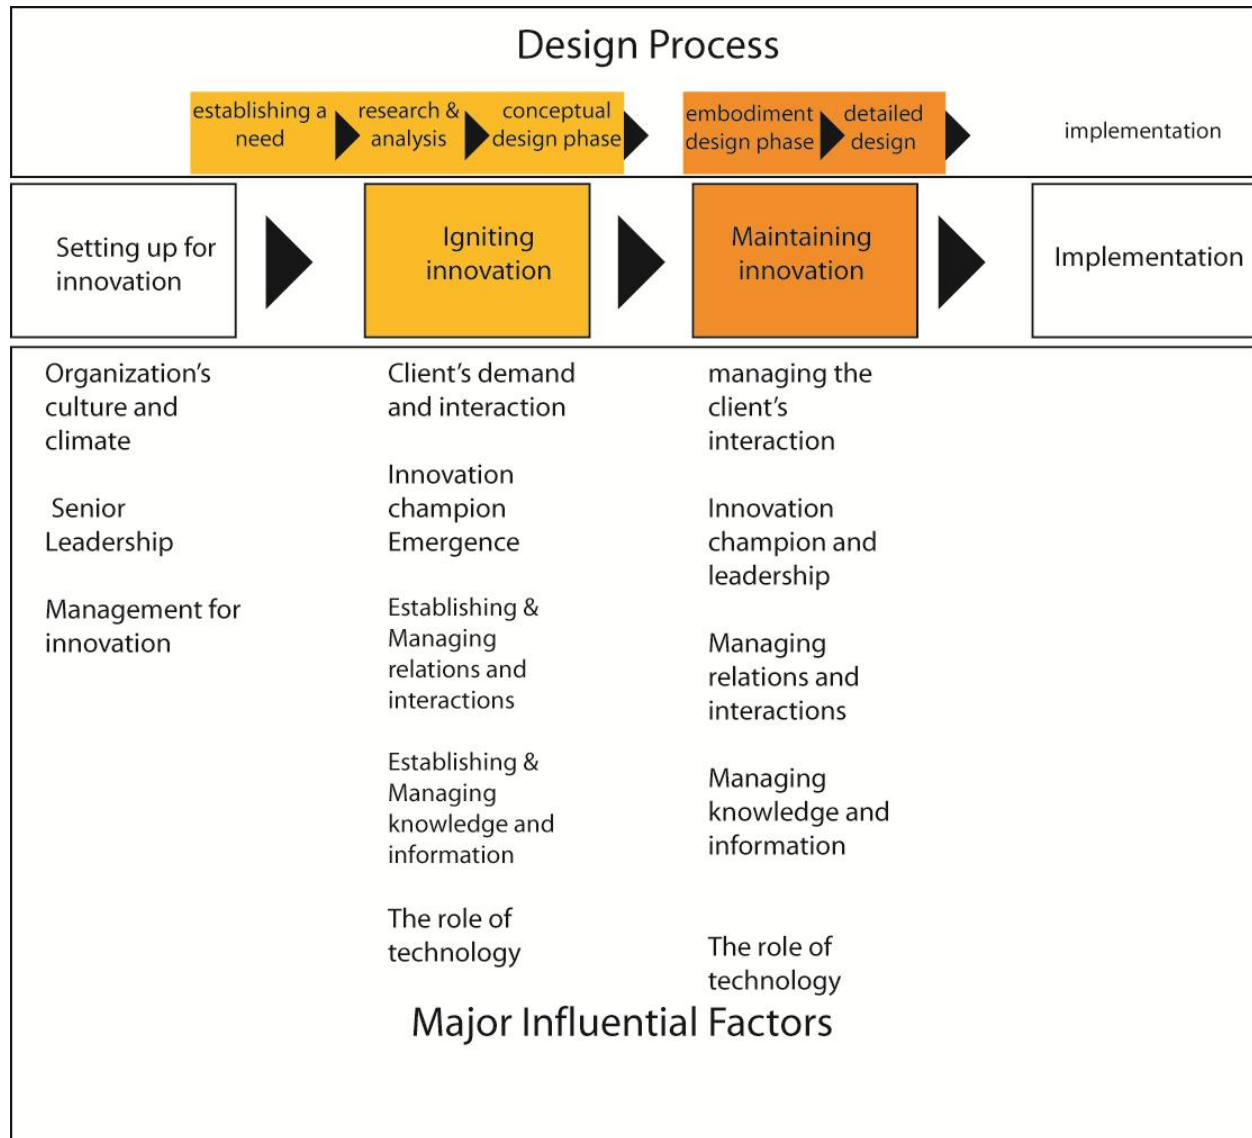 Design Process
establishing a
need
research &
analysis
conceptual
design phase
embodiment
design phase
detailed
design
implementation
Setting up for
innovation
Igniting
innovation
Maintaining
innovation
Implementation
Organization’s
culture and
climate
Senior
Leadership
Management for
innovation
Client’s demand
and interaction
Innovation
champion
Emergence
Establishing &
Managing
relations and
interactions
Establishing &
Managing
knowledge and
information
The role of
technology
managing the
client’s
interaction
Innovation
champion and
leadership
Managing
relations and
interactions
Managing
knowledge and
information
The role of
technology
Major Influential Factors